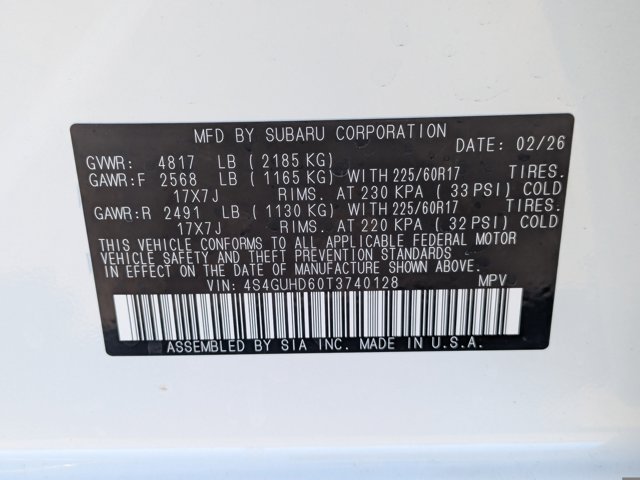 MFD BY SUBARU CORPORATION
DATE: 02/26
GVWR: 4817 LB (2185 KG)
GAWR:F 2568 LB (1165 KG) WITH 225/60R17 TIRES.
17X7J RIMS. AT 230 KPA (33 PSI) COLD
GAWR:R 2491 LB (1130 KG) WITH 225/60R17 TIRES.
17X7J RIMS. AT 220 KPA (32 PSI) COLD
THIS VEHICLE CONFORMS TO ALL APPLICABLE FEDERAL MOTOR
VEHICLE SAFETY AND THEFT PREVENTION STANDARDS
IN EFFECT ON THE DATE OF MANUFACTURE SHOWN ABOVE.
VIN: 4S4GUHD60T3740128 MPV
ASSEMBLED BY SIA INC. MADE IN U.S.A.